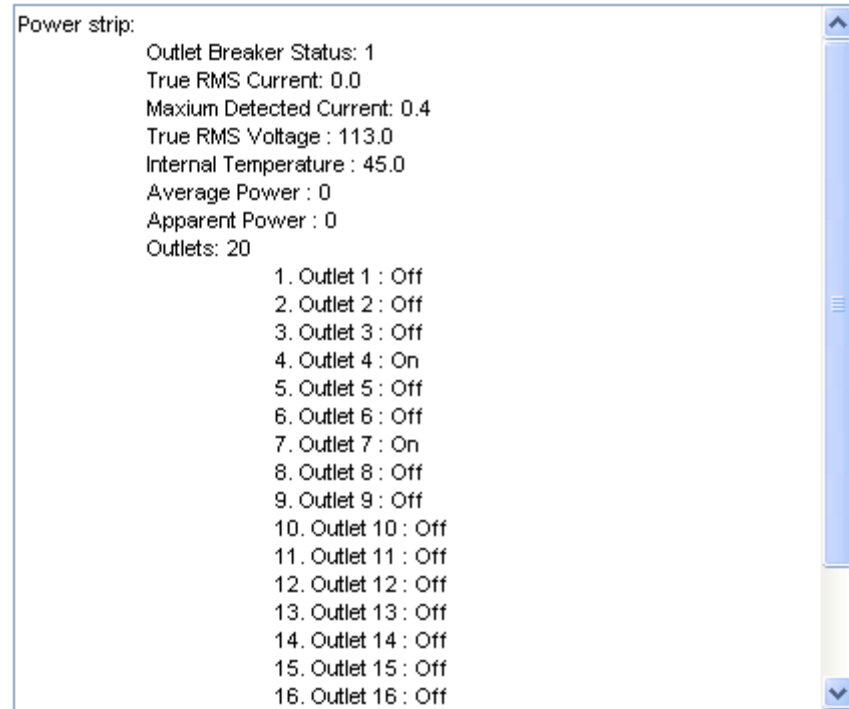 Power strip:
Outlet Breaker Status: 1
True RMS Current: 0.0
Maxium Detected Current: 0.4
True RMS Voltage : 113.0
Internal Temperature : 45.0
Average Power : 0
Apparent Power : 0
Outlets: 20
1. Outlet 1 : Off
2. Outlet 2 : Off
3. Outlet 3 : Off
4. Outlet 4 : On
5. Outlet 5 : Off
6. Outlet 6 : Off
7. Outlet 7 : On
8. Outlet 8 : Off
9. Outlet 9 : Off
10. Outlet 10 : Off
11. Outlet 11 : Off
12. Outlet 12 : Off
13. Outlet 13 : Off
14. Outlet 14 : Off
15. Outlet 15 : Off
16. Outlet 16 : Off